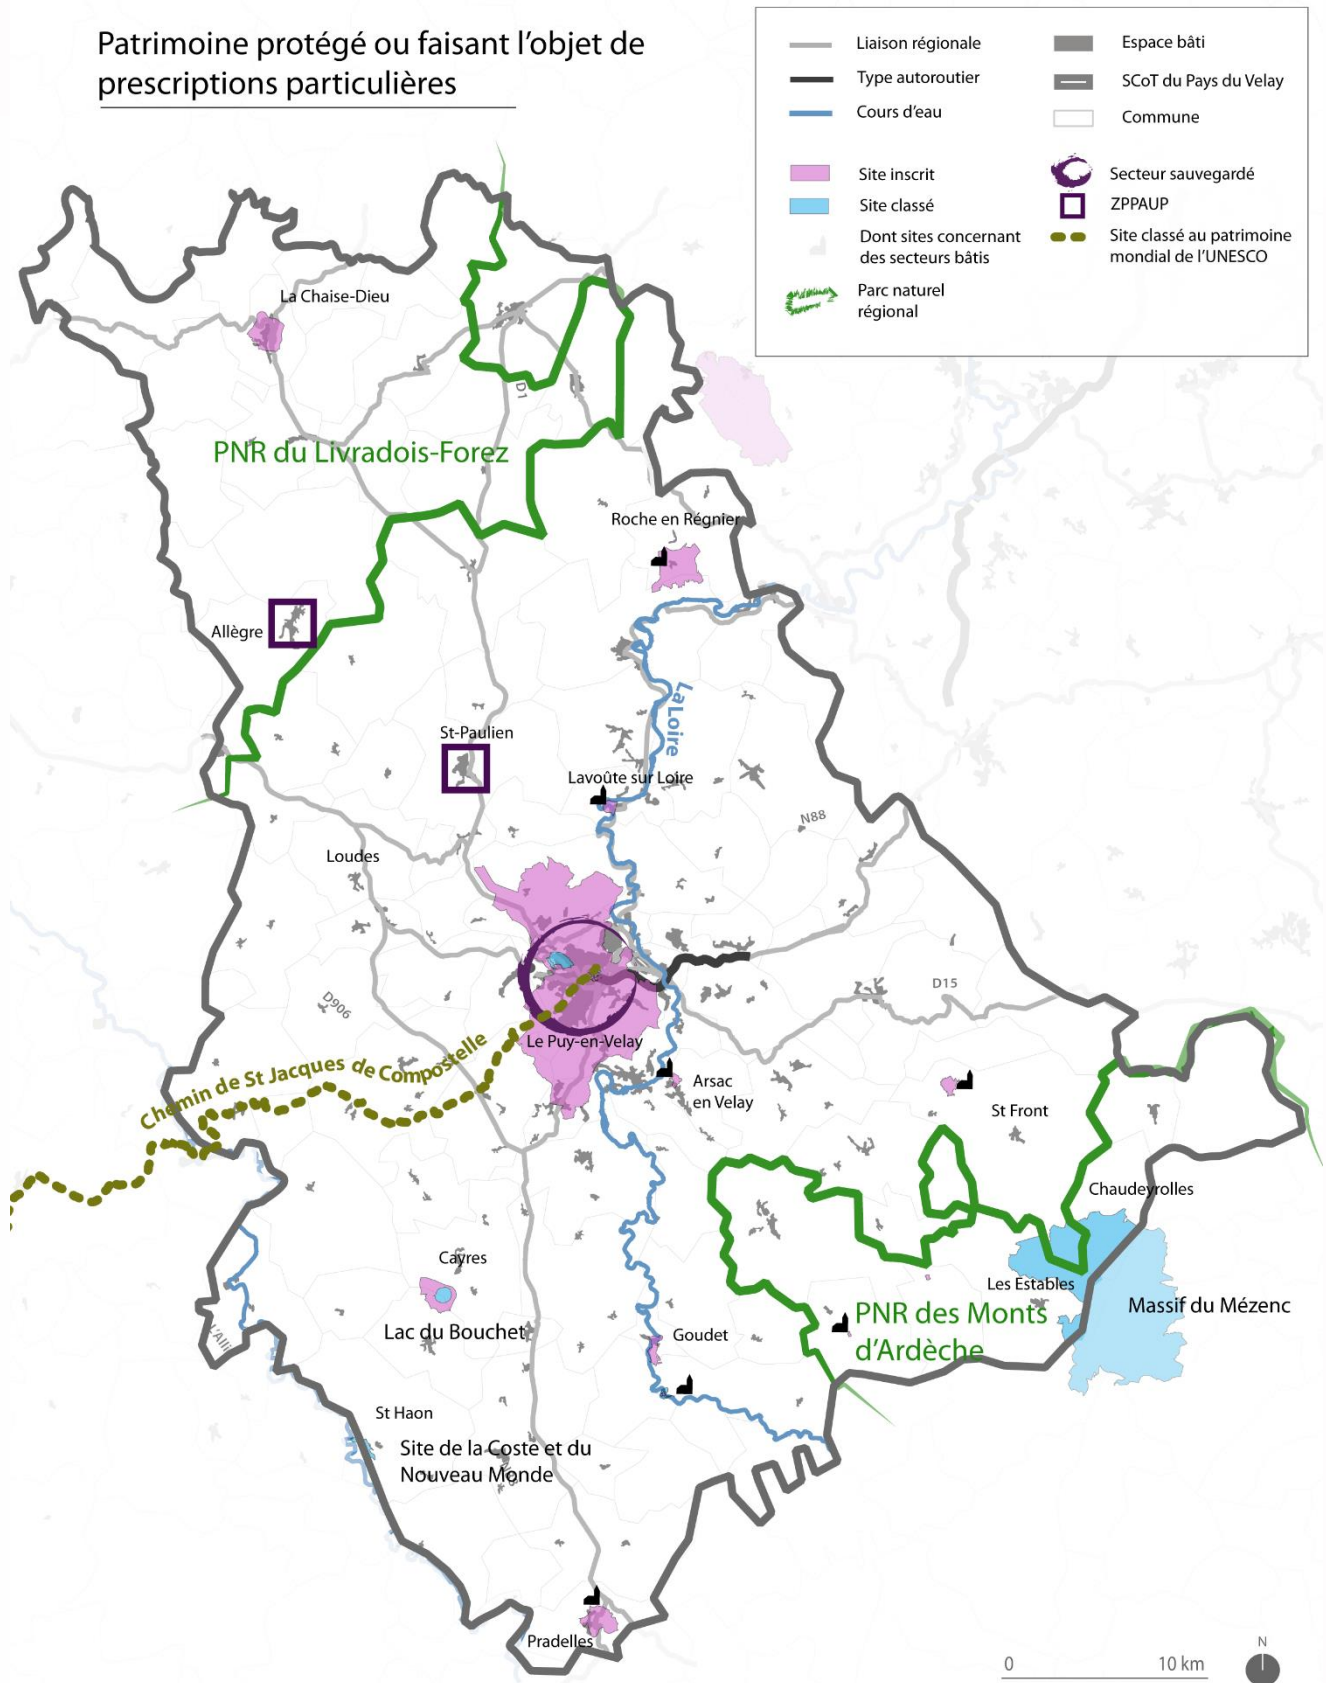 Patrimoine protégé ou faisant l'objet de
prescriptions particulières
Liaison régionale
Type autoroutier
Cours d'eau
Site inscrit
Site classé
Dont sites concernant
des secteurs bâtis
Parc naturel
régional
Espace bâti
SCoT du Pays du Velay
Commune
Secteur sauvegardé
ZPPAUP
Site classé au patrimoine
mondial de l'UNESCO
La Chaise-Dieu
D1
PNR du Livradois-Forez
Roche en Régnier
Allègre
La Loire
St-Paulien
Lavoûte sur Loire
N88
Loudes
D15
D906
Le Puy-en-Velay
Chemin de St Jacques de Compostelle
Arsac
en Velay
St Front
Chaudeyrolles
Cayres
Les Estables
Massif du Mézenc
Lac du Bouchet
PNR des Monts
d'Ardèche
Goudet
St Haon
Site de la Coste et du
Nouveau Monde
Pradelles
0 10 km
N